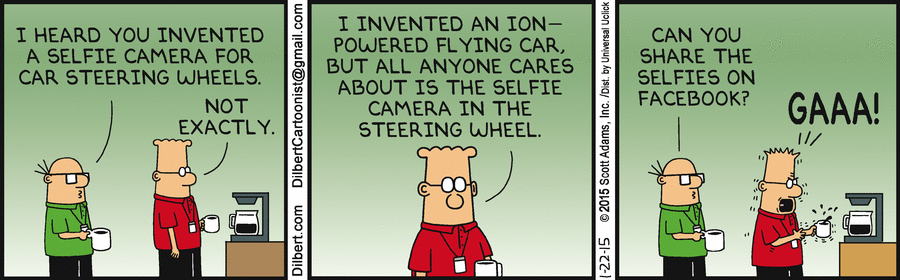 I HEARD YOU INVENTED
A SELFIE CAMERA FOR
CAR STEERING WHEELS.
NOT
EXACTLY.
Dilbert.com DilbertCartoonist@gmail.com
I INVENTED AN ION–
POWERED FLYING CAR,
BUT ALL ANYONE CARES
ABOUT IS THE SELFIE
CAMERA IN THE
STEERING WHEEL.
1-22-15 © 2015 Scott Adams, Inc. /Dist. by Universal Uclick
CAN YOU
SHARE THE
SELFIES ON
FACEBOOK?
GAAA!